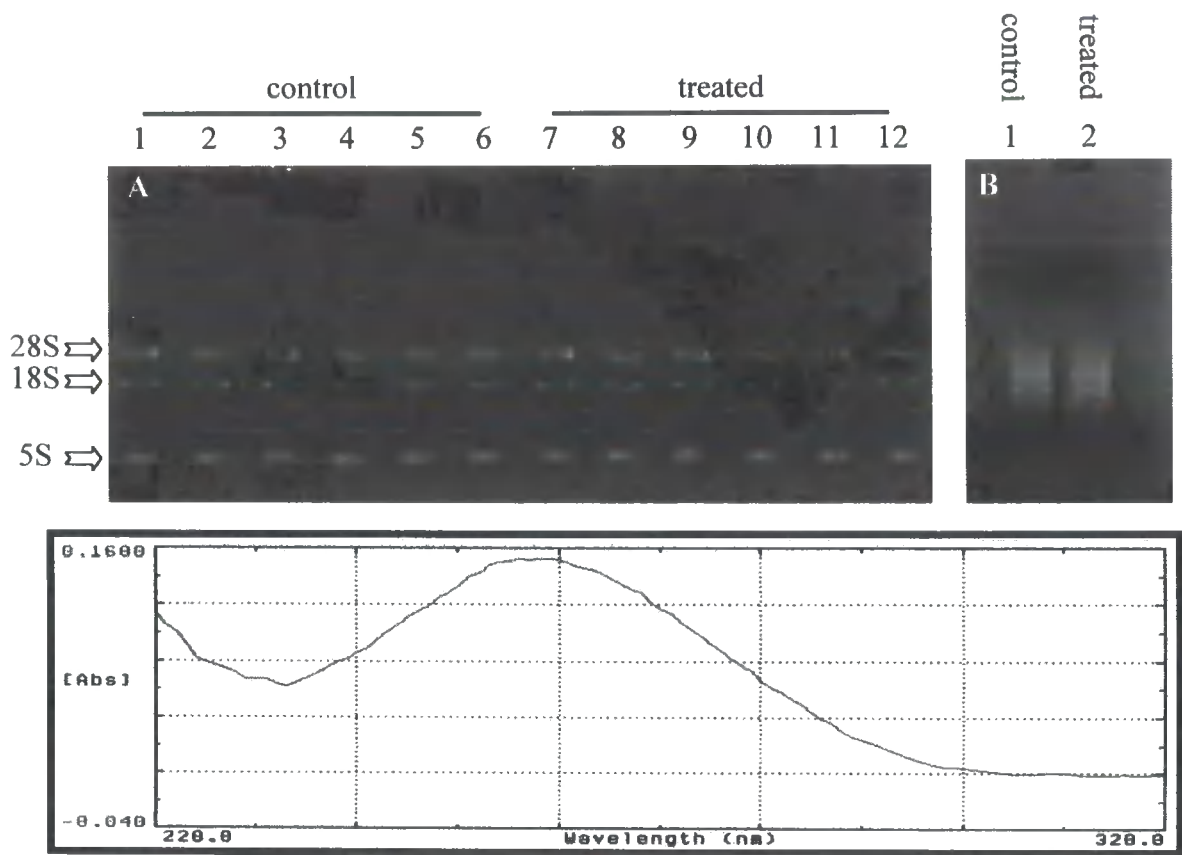 control
treated
1 2 3 4 5 6 7 8 9 10 11 12
A
28S
18S
5S
control
treated
1 2
B
0.1600
[Abs]
-0.040
220.0
Wavelength (nm)
320.0